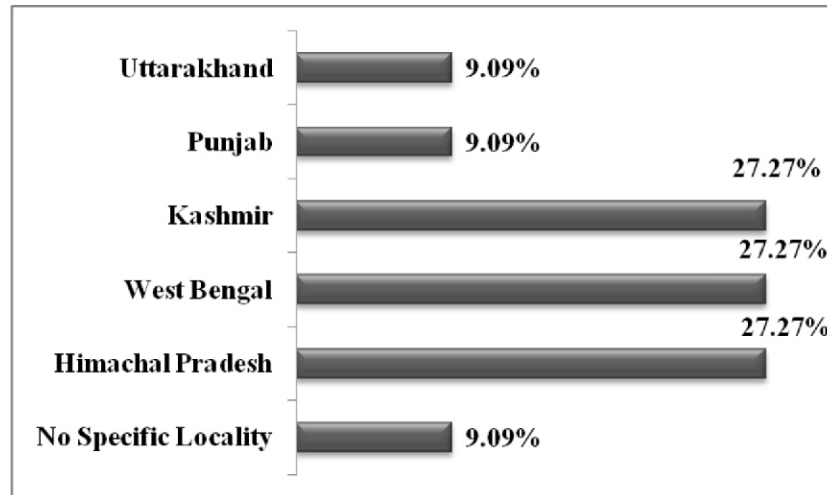 Uttarakhand 9.09%
Punjab 9.09%
27.27%
Kashmir
27.27%
West Bengal
27.27%
Himachal Pradesh
No Specific Locality 9.09%